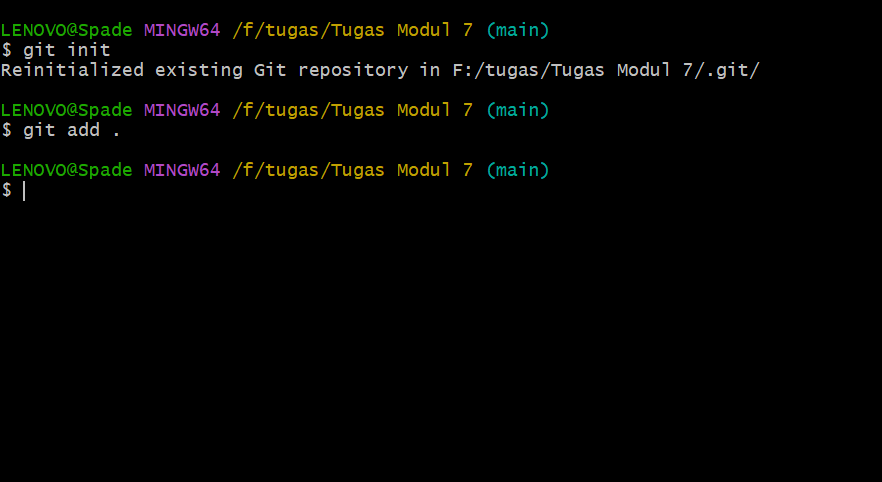 LENOVO@Spade MINGW64 /f/tugas/Tugas Modul 7 (main)
$ git init
Reinitialized existing Git repository in F:/tugas/Tugas Modul 7/.git/
LENOVO@Spade MINGW64 /f/tugas/Tugas Modul 7 (main)
$ git add .
LENOVO@Spade MINGW64 /f/tugas/Tugas Modul 7 (main)
$